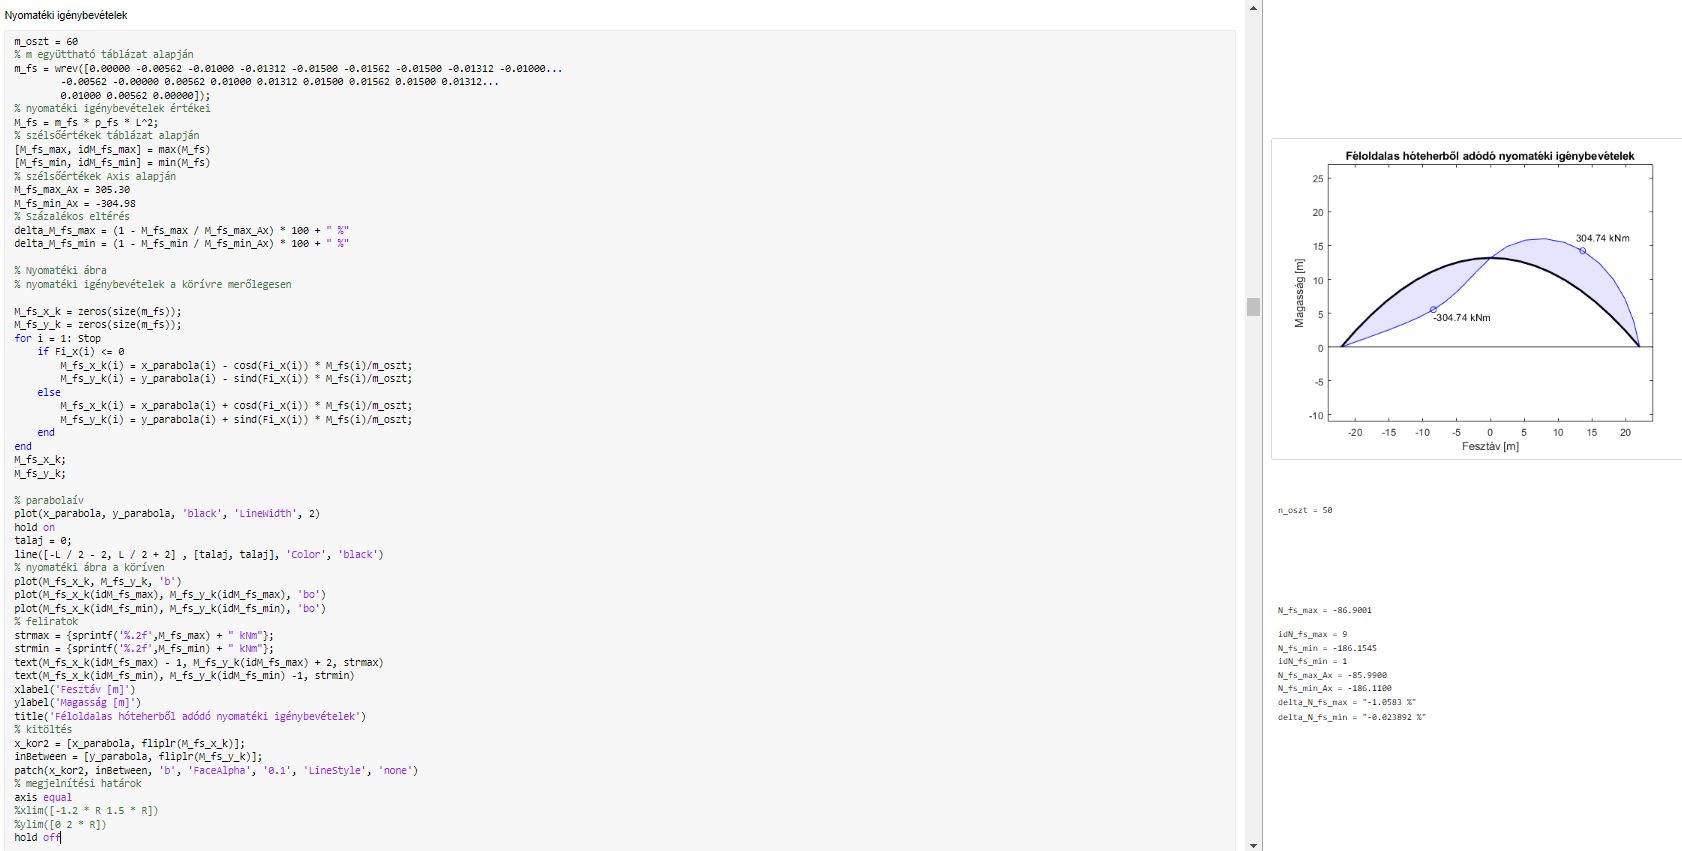 Nyomatéki igénybevételek
m_oszt = 60
% m együttható táblázat alapján
m_fs = wrev([0.00000 -0.00562 -0.01000 -0.01312 -0.01500 -0.01562 -0.01500 -0.01312 -0.01000...
-0.00562 -0.00000 0.00562 0.01000 0.01312 0.01500 0.01562 0.01500 0.01312...
0.01000 0.00562 0.00000]);
% nyomatéki igénybevételek értékei
M_fs = m_fs * p_fs * L^2;
% szélsőértékek táblázat alapján
[M_fs_max, idM_fs_max] = max(M_fs)
[M_fs_min, idM_fs_min] = min(M_fs)
% szélsőértékek Axis alapján
M_fs_max_Ax = 305.30
M_fs_min_Ax = -304.98
% Százalékos eltérés
delta_M_fs_max = (1 - M_fs_max / M_fs_max_Ax) * 100 + " %"
delta_M_fs_min = (1 - M_fs_min / M_fs_min_Ax) * 100 + " %"
% Nyomatéki ábra
% nyomatéki igénybevételek a körívre merőlegesen
M_fs_x_k = zeros(size(m_fs));
M_fs_y_k = zeros(size(m_fs));
for i = 1: Stop
if Fi_x(i) <= 0
M_fs_x_k(i) = x_parabola(i) - cosd(Fi_x(i)) * M_fs(i)/m_oszt;
M_fs_y_k(i) = y_parabola(i) - sind(Fi_x(i)) * M_fs(i)/m_oszt;
else
M_fs_x_k(i) = x_parabola(i) + cosd(Fi_x(i)) * M_fs(i)/m_oszt;
M_fs_y_k(i) = y_parabola(i) + sind(Fi_x(i)) * M_fs(i)/m_oszt;
end
end
M_fs_x_k;
M_fs_y_k;
% parabolaív
plot(x_parabola, y_parabola, 'black', 'LineWidth', 2)
hold on
talaj = 0;
line([-L / 2 - 2, L / 2 + 2] , [talaj, talaj], 'Color', 'black')
% nyomatéki ábra a köríven
plot(M_fs_x_k, M_fs_y_k, 'b')
plot(M_fs_x_k(idM_fs_max), M_fs_y_k(idM_fs_max), 'bo')
plot(M_fs_x_k(idM_fs_min), M_fs_y_k(idM_fs_min), 'bo')
% feliratok
strmax = {sprintf('%.2f',M_fs_max) + " kNm"};
strmin = {sprintf('%.2f',M_fs_min) + " kNm"};
text(M_fs_x_k(idM_fs_max) - 1, M_fs_y_k(idM_fs_max) + 2, strmax)
text(M_fs_x_k(idM_fs_min), M_fs_y_k(idM_fs_min) -1, strmin)
xlabel('Fesztáv [m]')
ylabel('Magasság [m]')
title('Féloldalas hóteherből adódó nyomatéki igénybevételek')
% kitöltés
x_kor2 = [x_parabola, fliplr(M_fs_x_k)];
inBetween = [y_parabola, fliplr(M_fs_y_k)];
patch(x_kor2, inBetween, 'b', 'FaceAlpha', '0.1', 'LineStyle', 'none')
% megjelnítési határok
axis equal
%xlim([-1.2 * R 1.5 * R])
%ylim([0 2 * R])
hold off
Féloldalas hóteherből adódó nyomatéki igénybevételek
25
20
15
10
5
0
-5
-10
Magasság [m]
304.74 kNm
-304.74 kNm
-20 -15 -10 -5 0 5 10 15 20
Fesztáv [m]
n_oszt = 50
N_fs_max = -86.9001
idN_fs_max = 9
N_fs_min = -186.1545
idN_fs_min = 1
N_fs_max_Ax = -85.9900
N_fs_min_Ax = -186.1100
delta_N_fs_max = "-1.0583 %"
delta_N_fs_min = "-0.023892 %"